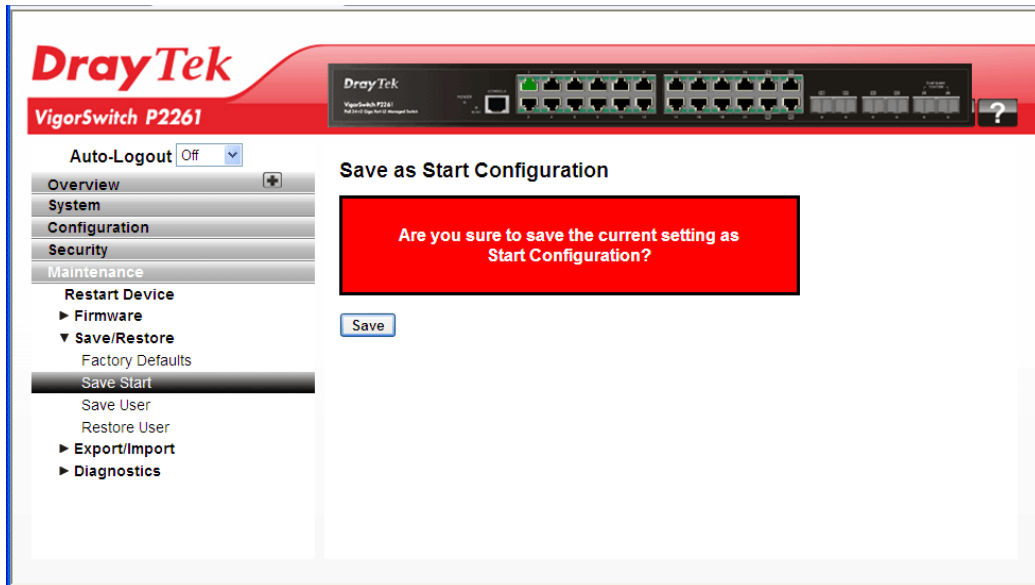 DrayTek
VigorSwitch P2261
DrayTek
VigorSwitch P2261
?
Auto-Logout Off
Overview
System
Configuration
Security
Maintenance
Restart Device
► Firmware
▼ Save/Restore
Factory Defaults
Save Start
Save User
Restore User
► Export/Import
► Diagnostics
Save as Start Configuration
Are you sure to save the current setting as
Start Configuration?
Save